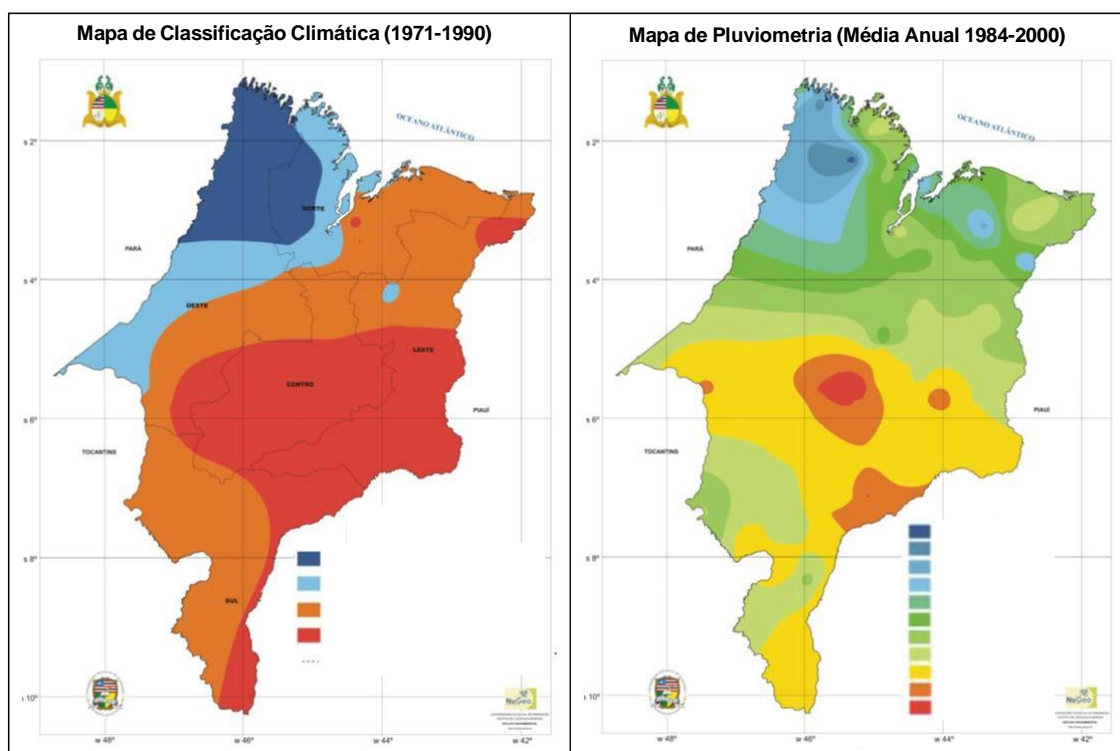 Mapa de Classificação Climática (1971-1990)
OCEANO ATLÂNTICO
s 2°
NORTE
PARÁ
s 4°
OESTE
LESTE
CENTRO
PIAUÍ
s 6°
TOCANTINS
s 8°
SUL
s 10°
NuGeo
w 48°
w 46°
w 44°
w 42°
Mapa de Pluviometria (Média Anual 1984-2000)
OCEANO ATLÂNTICO
s 2°
PARÁ
s 4°
PIAUÍ
s 6°
TOCANTINS
s 8°
s 10°
NuGeo
w 48°
w 46°
w 44°
w 42°